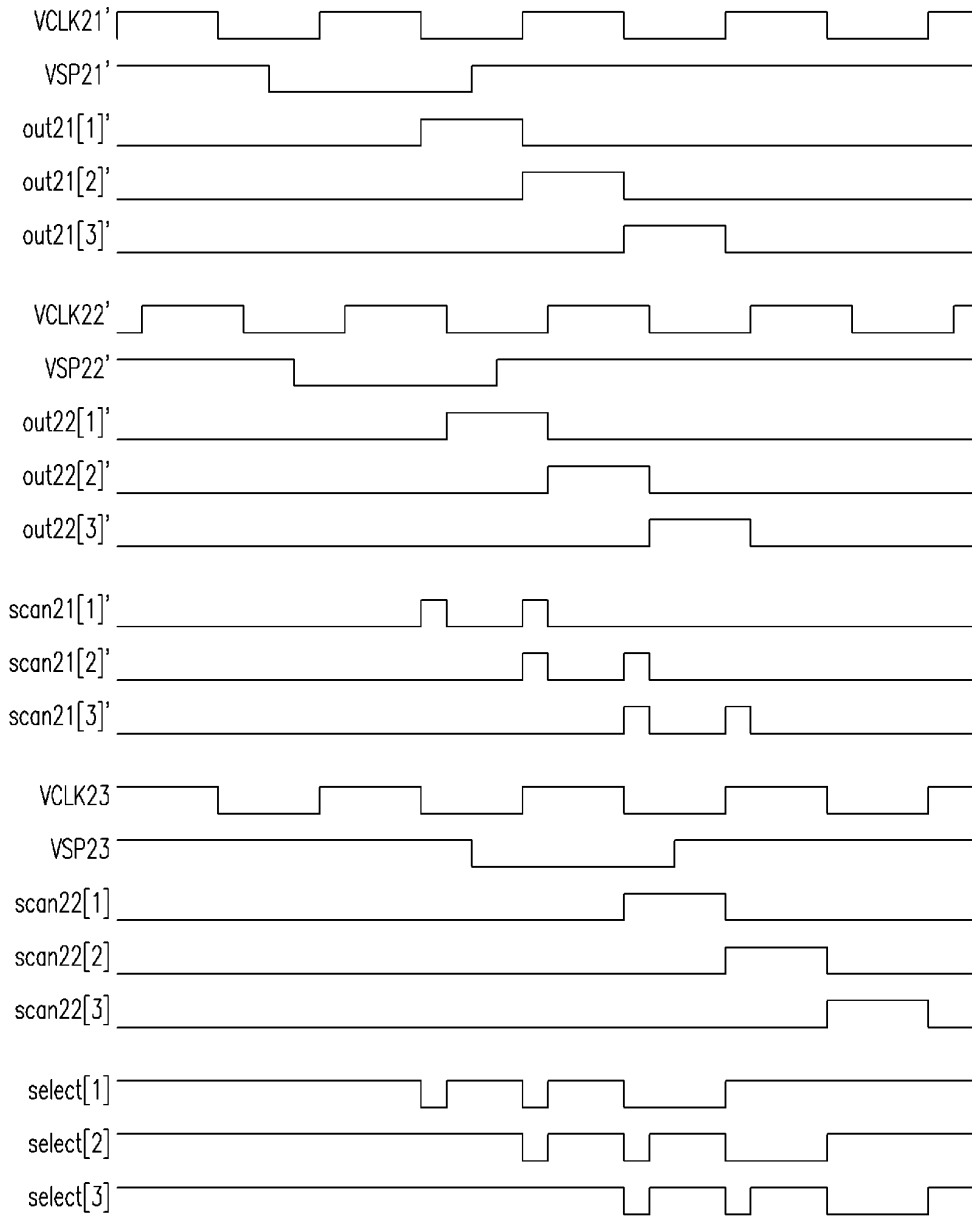 VCLK21'
VSP21'
out21[1]'
out21[2]'
out21[3]'
VCLK22'
VSP22'
out22[1]'
out22[2]'
out22[3]'
scan21[1]'
scan21[2]'
scan21[3]'
VCLK23
VSP23
scan22[1]
scan22[2]
scan22[3]
select[1]
select[2]
select[3]